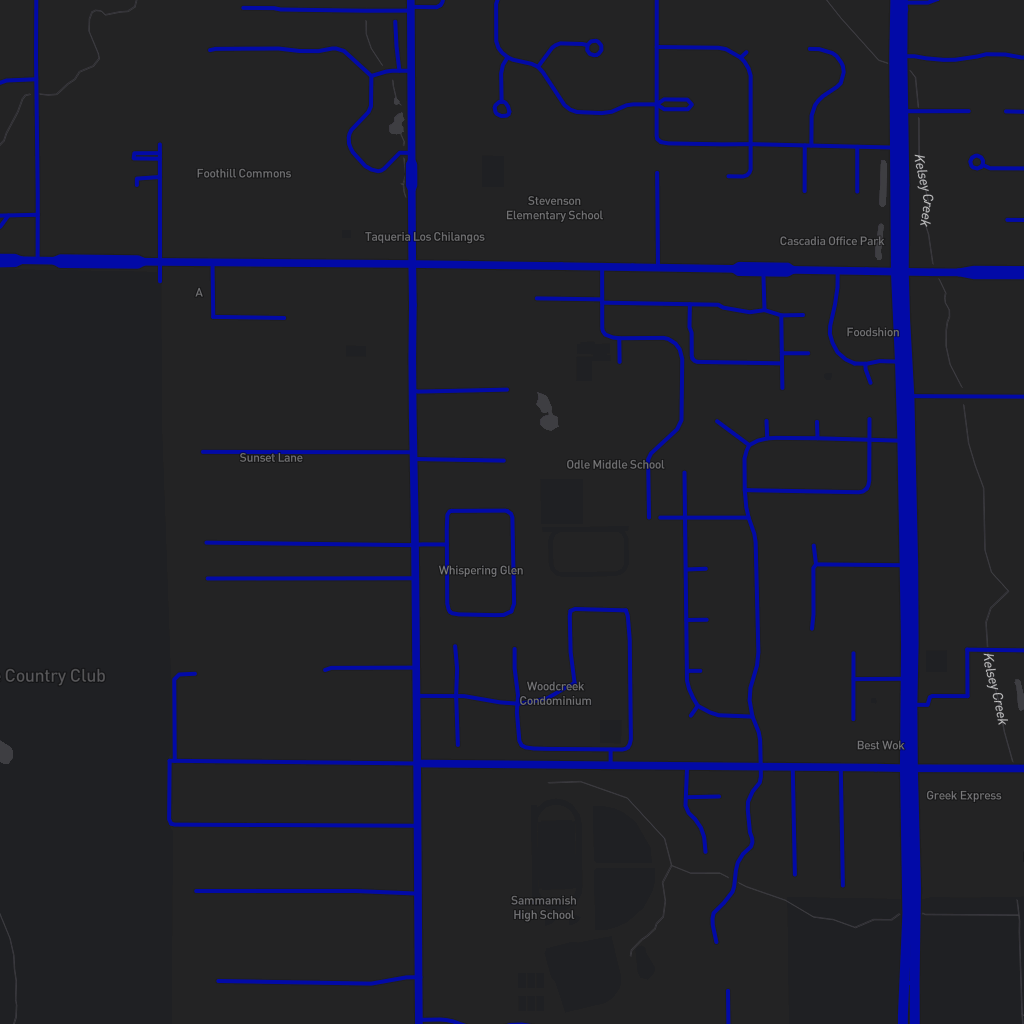 Foothill Commons
Kelsey Creek
Stevenson
Elementary School
Taqueria Los Chilangos
Cascadia Office Park
A
Foodshion
Sunset Lane
Odle Middle School
Whispering Glen
Country Club
Kelsey Creek
Woodcreek
Condominium
Best Wok
Greek Express
Sammamish
High School